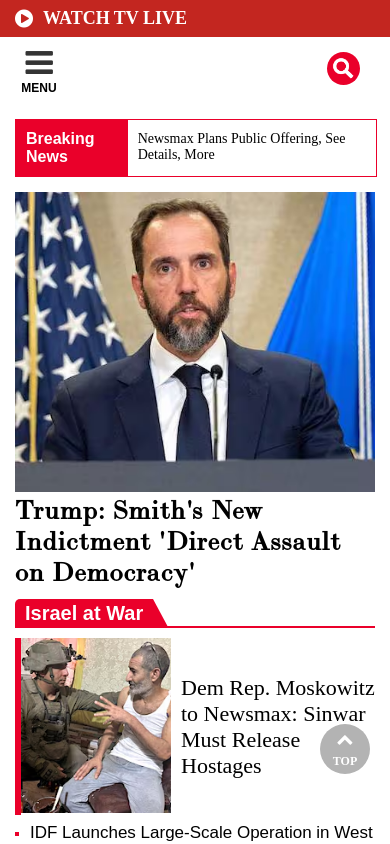 WATCH TV LIVE
MENU
Breaking
News
Newsmax Plans Public Offering, See
Details, More
Trump: Smith's New
Indictment 'Direct Assault
on Democracy'
Israel at War
Dem Rep. Moskowitz
to Newsmax: Sinwar
Must Release
Hostages
TOP
IDF Launches Large-Scale Operation in West